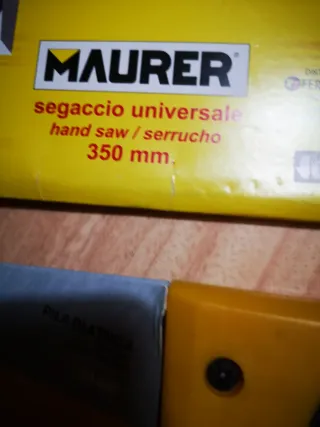 MAURER
segaccio universale
hand saw / serrucho
350 mm.